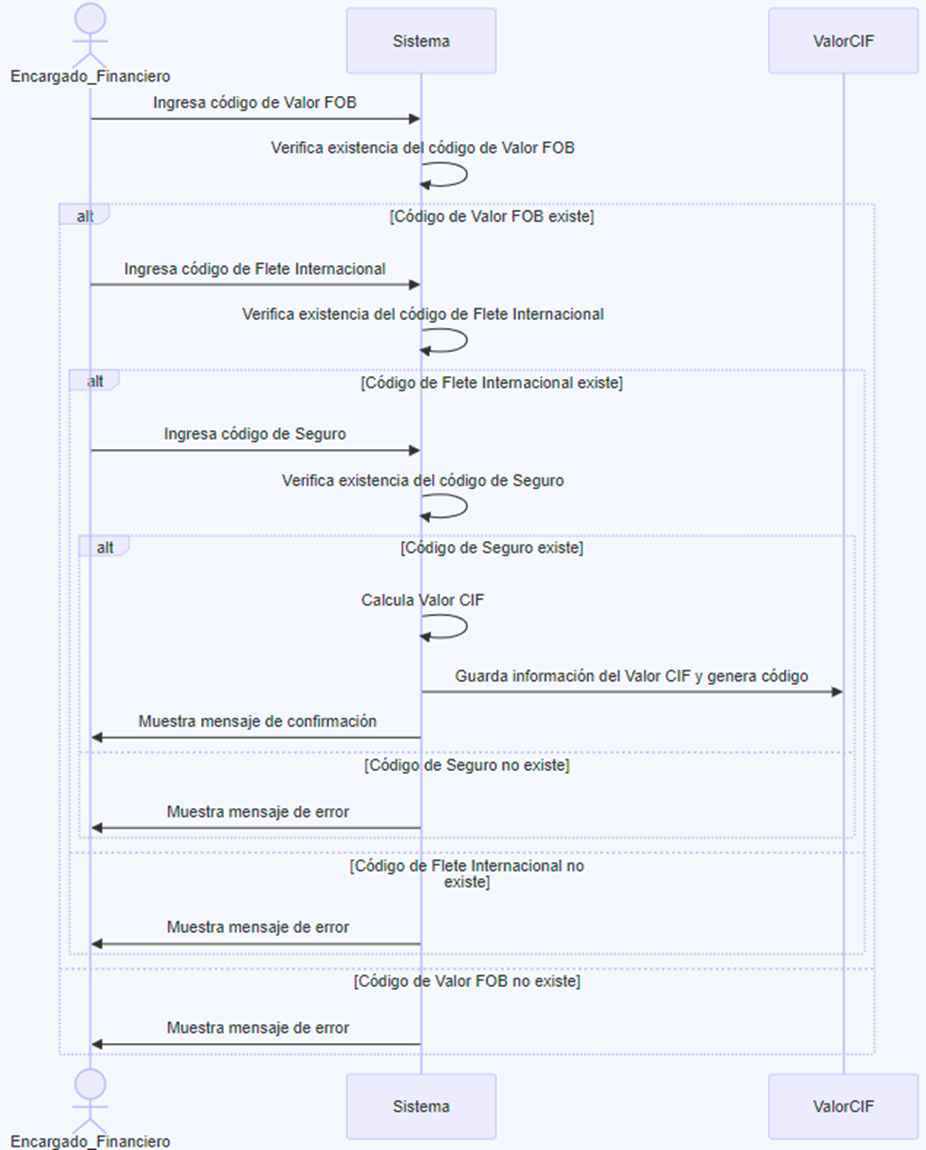 Encargado_Financiero
Sistema
ValorCIF
Ingresa código de Valor FOB
Verifica existencia del código de Valor FOB
alt
[Código de Valor FOB existe]
Ingresa código de Flete Internacional
Verifica existencia del código de Flete Internacional
alt
[Código de Flete Internacional existe]
Ingresa código de Seguro
Verifica existencia del código de Seguro
alt
[Código de Seguro existe]
Calcula Valor CIF
Guarda información del Valor CIF y genera código
Muestra mensaje de confirmación
[Código de Seguro no existe]
Muestra mensaje de error
[Código de Flete Internacional no
existe]
Muestra mensaje de error
[Código de Valor FOB no existe]
Muestra mensaje de error
Encargado_Financiero
Sistema
ValorCIF